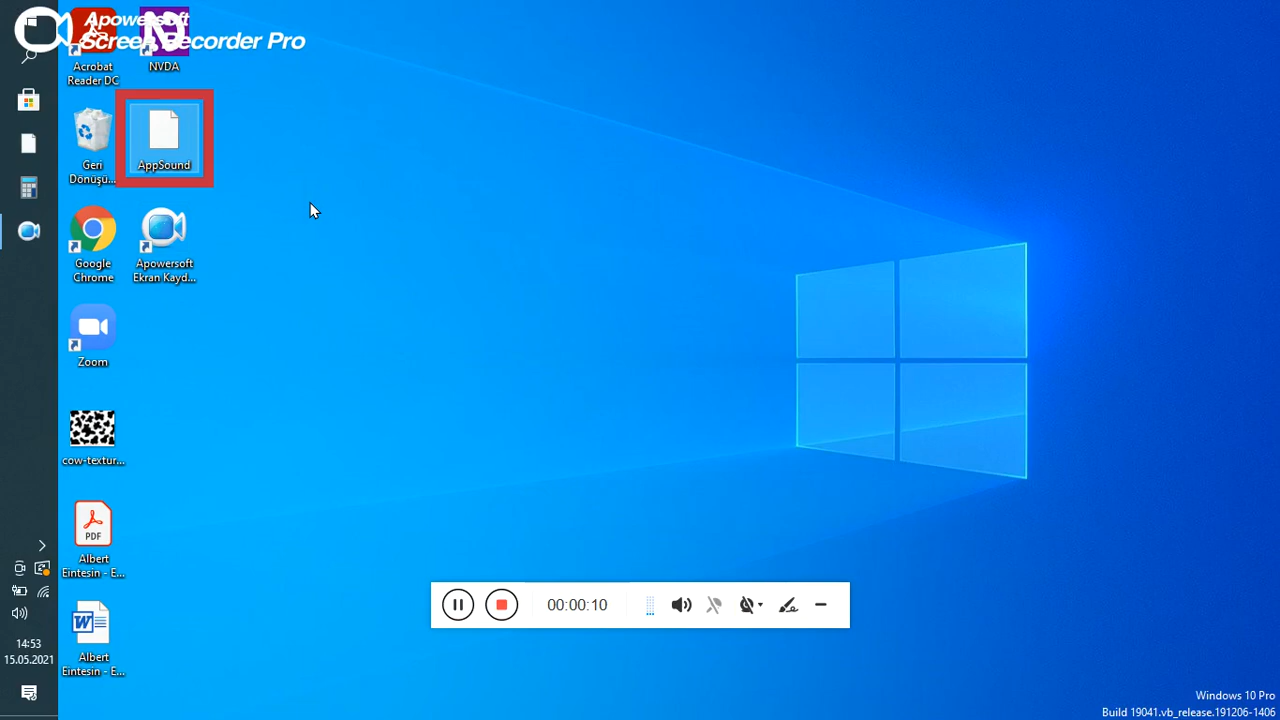 Apowersoft
Screen Recorder Pro
Acrobat
Reader DC
NVDA
Geri
Dönüşü...
AppSound
Google
Chrome
Apowersoft
Ekran Kayd...
Zoom
cow-textur...
PDF
Albert
Eintesin - E...
W
Albert
Eintesin - E...
00:00:10
14:53
15.05.2021
Windows 10 Pro
Build 19041.vb_release.191206-1406